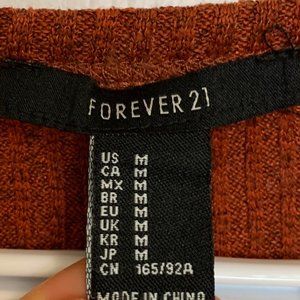 FOREVER 21
US M
CA M
MX M
BR M
EU M
UK M
KR M
JP M
CN 165/92A
MADE IN CHINA